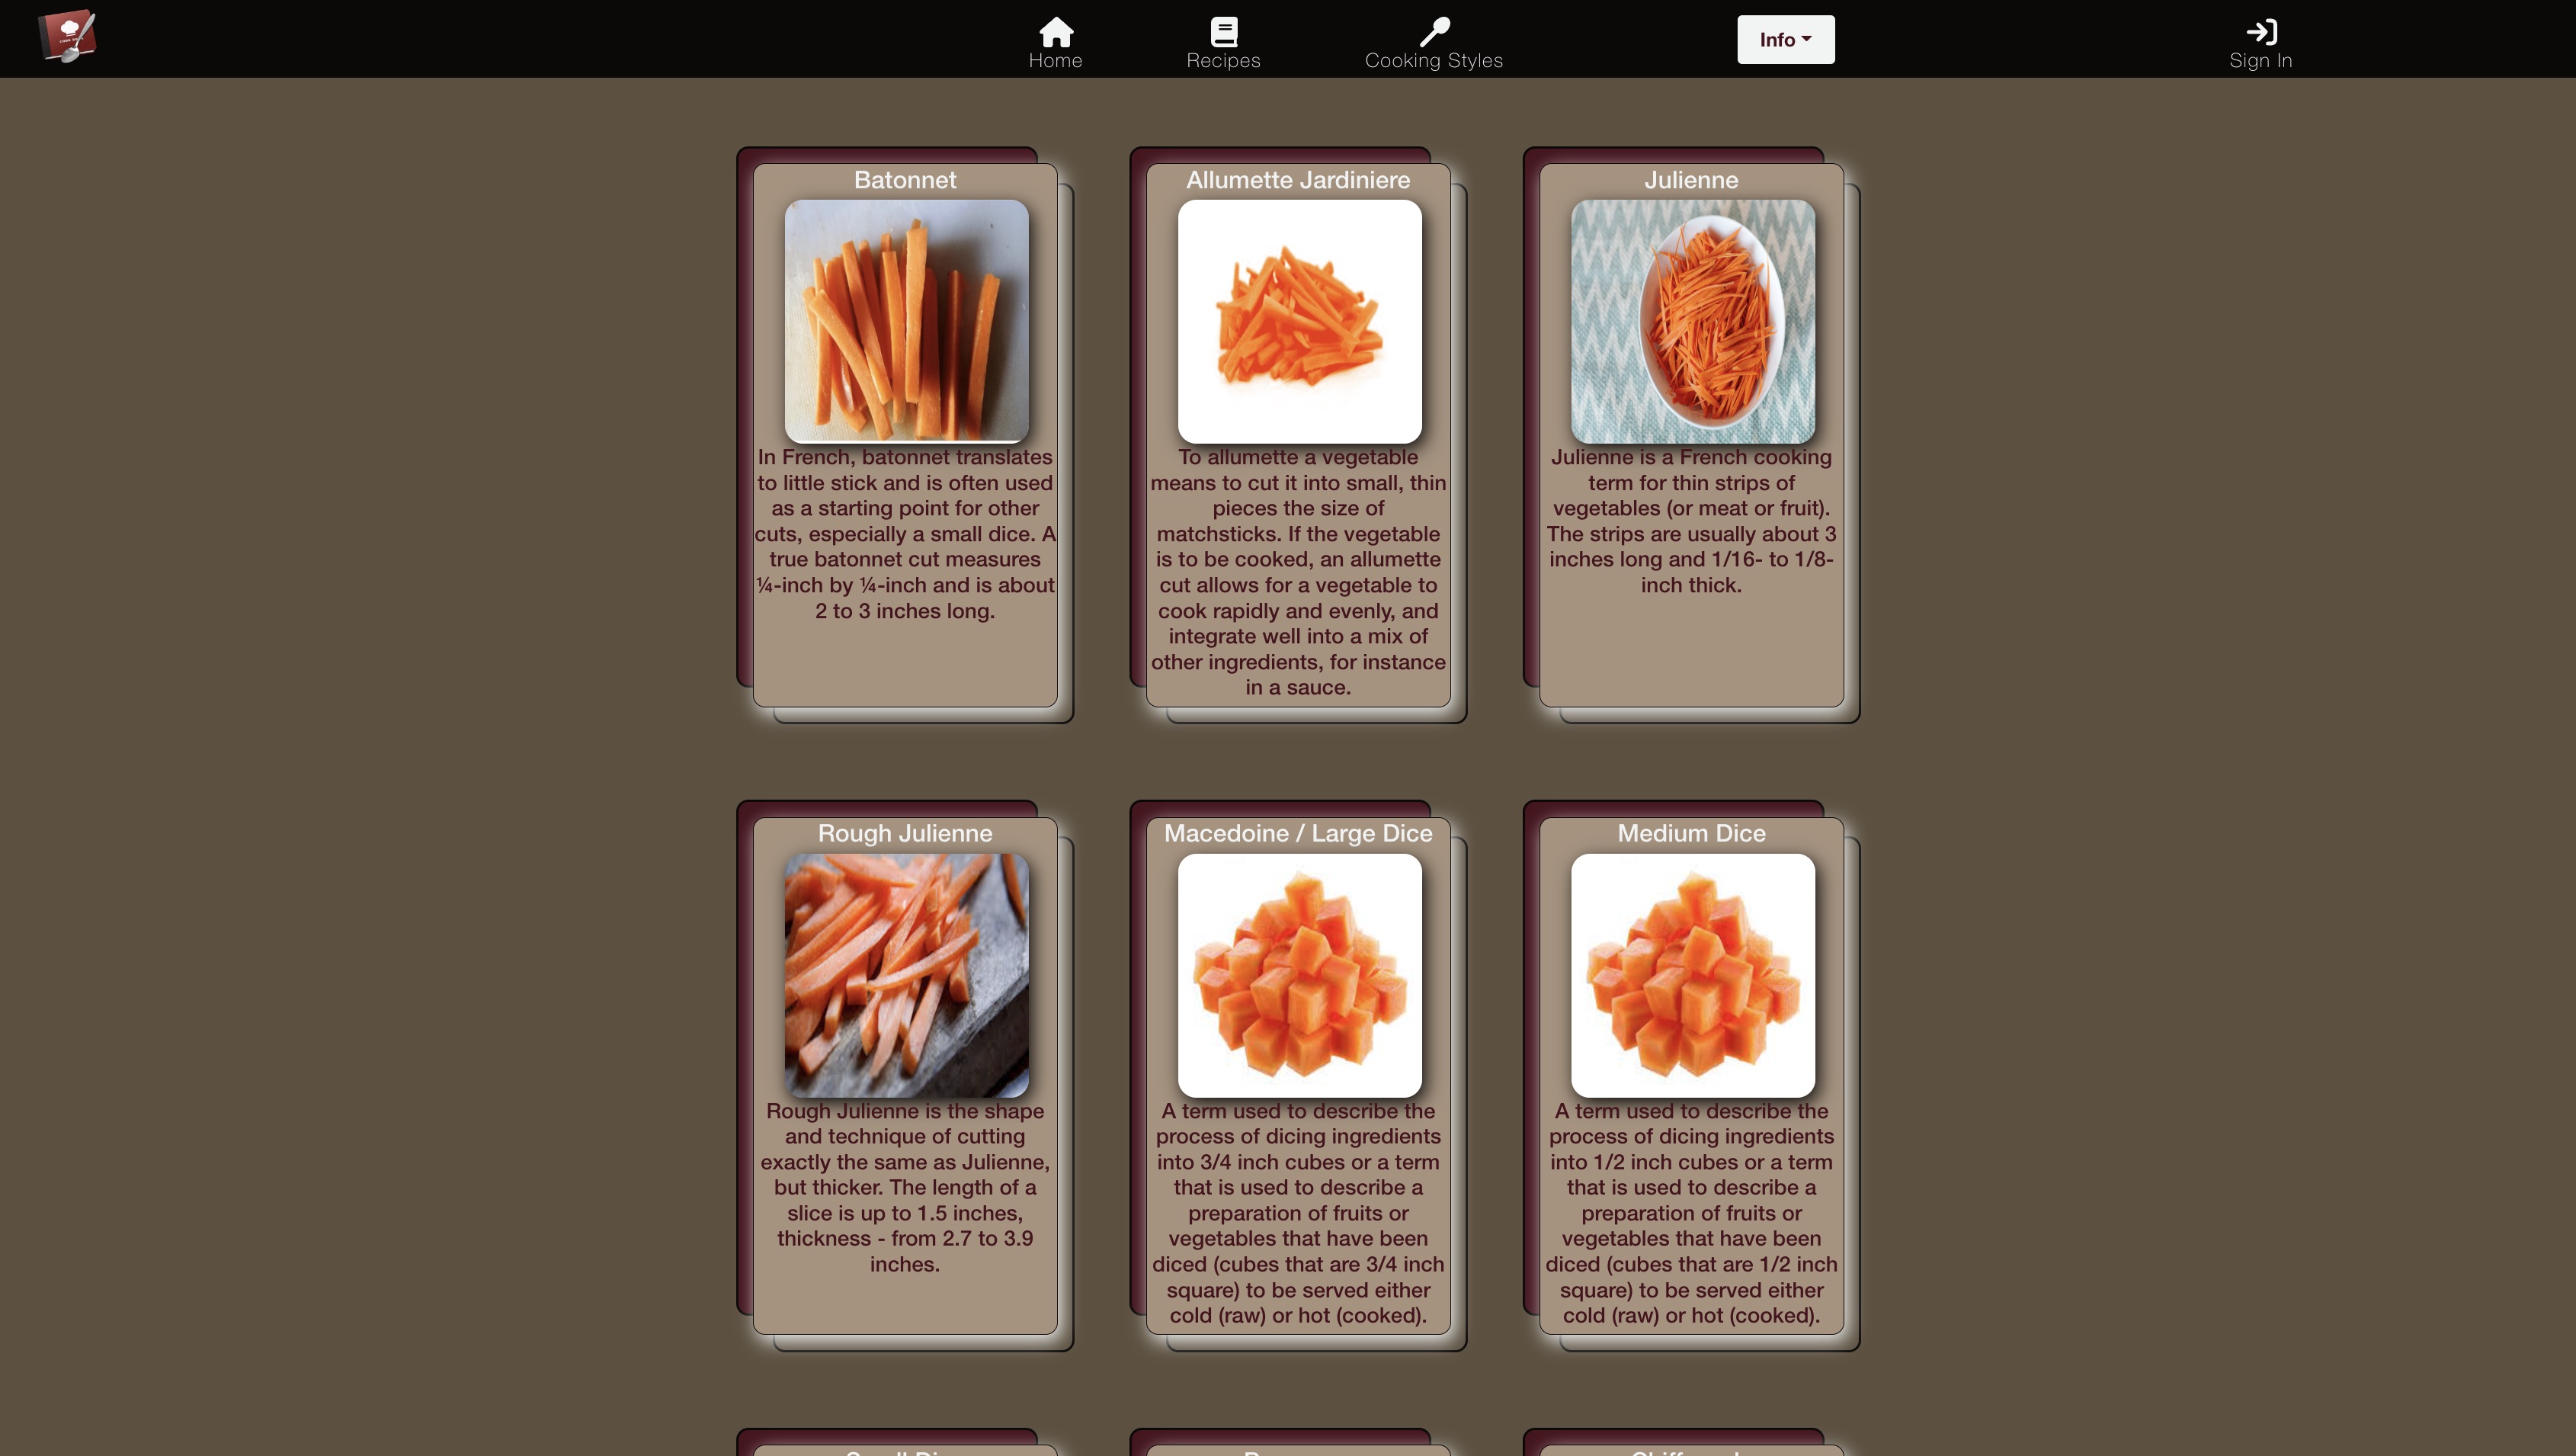 Home
Recipes
Cooking Styles
Info
Sign In
Batonnet
In French, batonnet translates
to little stick and is often used
as a starting point for other
cuts, especially a small dice. A
true batonnet cut measures
¼-inch by ¼-inch and is about
2 to 3 inches long.
Allumette Jardiniere
To allumette a vegetable
means to cut it into small, thin
pieces the size of
matchsticks. If the vegetable
is to be cooked, an allumette
cut allows for a vegetable to
cook rapidly and evenly, and
integrate well into a mix of
other ingredients, for instance
in a sauce.
Julienne
Julienne is a French cooking
term for thin strips of
vegetables (or meat or fruit).
The strips are usually about 3
inches long and 1/16- to 1/8-
inch thick.
Rough Julienne
Rough Julienne is the shape
and technique of cutting
exactly the same as Julienne,
but thicker. The length of a
slice is up to 1.5 inches,
thickness - from 2.7 to 3.9
inches.
Macedoine / Large Dice
A term used to describe the
process of dicing ingredients
into 3/4 inch cubes or a term
that is used to describe a
preparation of fruits or
vegetables that have been
diced (cubes that are 3/4 inch
square) to be served either
cold (raw) or hot (cooked).
Medium Dice
A term used to describe the
process of dicing ingredients
into 1/2 inch cubes or a term
that is used to describe a
preparation of fruits or
vegetables that have been
diced (cubes that are 1/2 inch
square) to be served either
cold (raw) or hot (cooked).